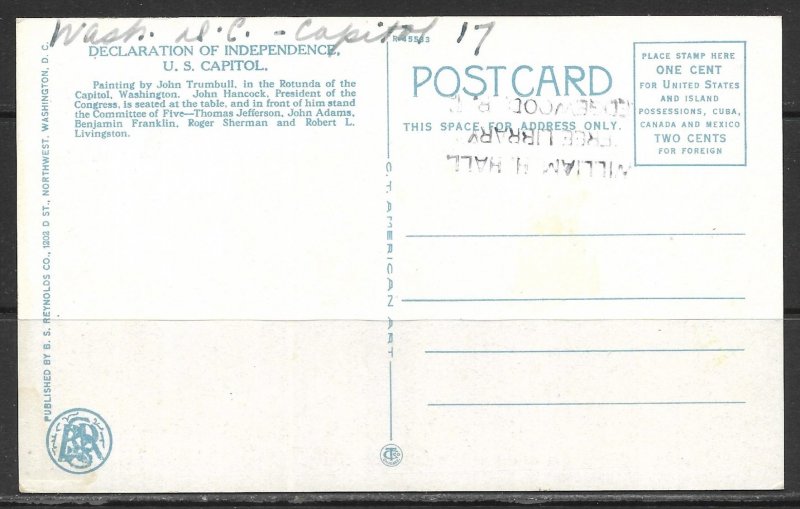 Wash. D.C. - Capitol 17
DECLARATION OF INDEPENDENCE,
U. S. CAPITOL.
Painting by John Trumbull, in the Rotunda of the
Capitol, Washington. John Hancock, President of the
Congress, is seated at the table, and in front of him stand
the Committee of Five—Thomas Jefferson, John Adams,
Benjamin Franklin, Roger Sherman and Robert L.
Livingston.
PUBLISHED BY B. S. REYNOLDS CO., 1202 D ST., NORTHWEST, WASHINGTON, D. C.
BSR
C. T. AMERICAN ART
POST CARD
THIS SPACE FOR ADDRESS ONLY.
WILLIAM H. HALL
FREE LIBRARY
EDGEWOOD, R. I.
PLACE STAMP HERE
ONE CENT
FOR UNITED STATES
AND ISLAND
POSSESSIONS, CUBA,
CANADA AND MEXICO
TWO CENTS
FOR FOREIGN